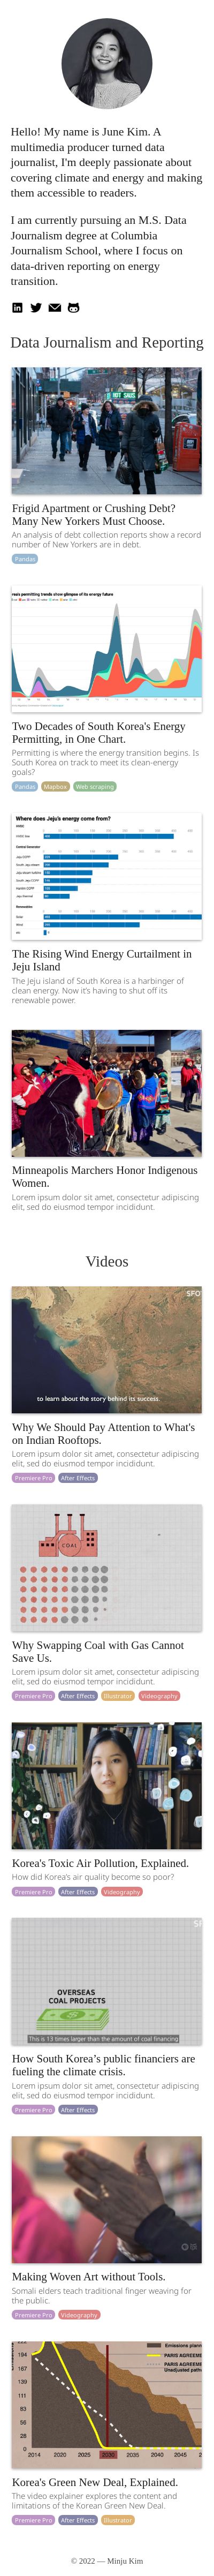 Hello! My name is June Kim. A
multimedia producer turned data
journalist, I'm deeply passionate about
covering climate and energy and making
them accessible to readers.
I am currently pursuing an M.S. Data
Journalism degree at Columbia
Journalism School, where I focus on
data-driven reporting on energy
transition.
Data Journalism and Reporting
Frigid Apartment or Crushing Debt?
Many New Yorkers Must Choose.
An analysis of debt collection reports show a record
number of New Yorkers are in debt.
Pandas
Two Decades of South Korea's Energy
Permitting, in One Chart.
Permitting is where the energy transition begins. Is
South Korea on track to meet its clean-energy
goals?
Pandas Mapbox Web scraping
Where does Jeju's energy come from?
The Rising Wind Energy Curtailment in
Jeju Island
The Jeju island of South Korea is a harbinger of
clean energy. Now it's having to shut off its
renewable power.
Minneapolis Marchers Honor Indigenous
Women.
Lorem ipsum dolor sit amet, consectetur adipiscing
elit, sed do eiusmod tempor incididunt.
Videos
SFO
to learn about the story behind its success.
Why We Should Pay Attention to What's
on Indian Rooftops.
Lorem ipsum dolor sit amet, consectetur adipiscing
elit, sed do eiusmod tempor incididunt.
Premiere Pro After Effects
COAL
Why Swapping Coal with Gas Cannot
Save Us.
Lorem ipsum dolor sit amet, consectetur adipiscing
elit, sed do eiusmod tempor incididunt.
Premiere Pro After Effects Illustrator Videography
Korea's Toxic Air Pollution, Explained.
How did Korea's air quality become so poor?
Premiere Pro After Effects Videography
OVERSEAS
COAL PROJECTS
This is 13 times larger than the amount of coal financing
How South Korea’s public financiers are
fueling the climate crisis.
Lorem ipsum dolor sit amet, consectetur adipiscing
elit, sed do eiusmod tempor incididunt.
Premiere Pro After Effects
Making Woven Art without Tools.
Somali elders teach traditional finger weaving for
the public.
Premiere Pro Videography
Emissions plann
PARIS AGREEME
PARIS AGREEME
Unadjusted path
194
167
139
111
83
56
28
0
2014 2020 2025 2030 2035 2040 2045
Korea's Green New Deal, Explained.
The video explainer explores the content and
limitations of the Korean Green New Deal.
Premiere Pro After Effects Illustrator
© 2022 — Minju Kim